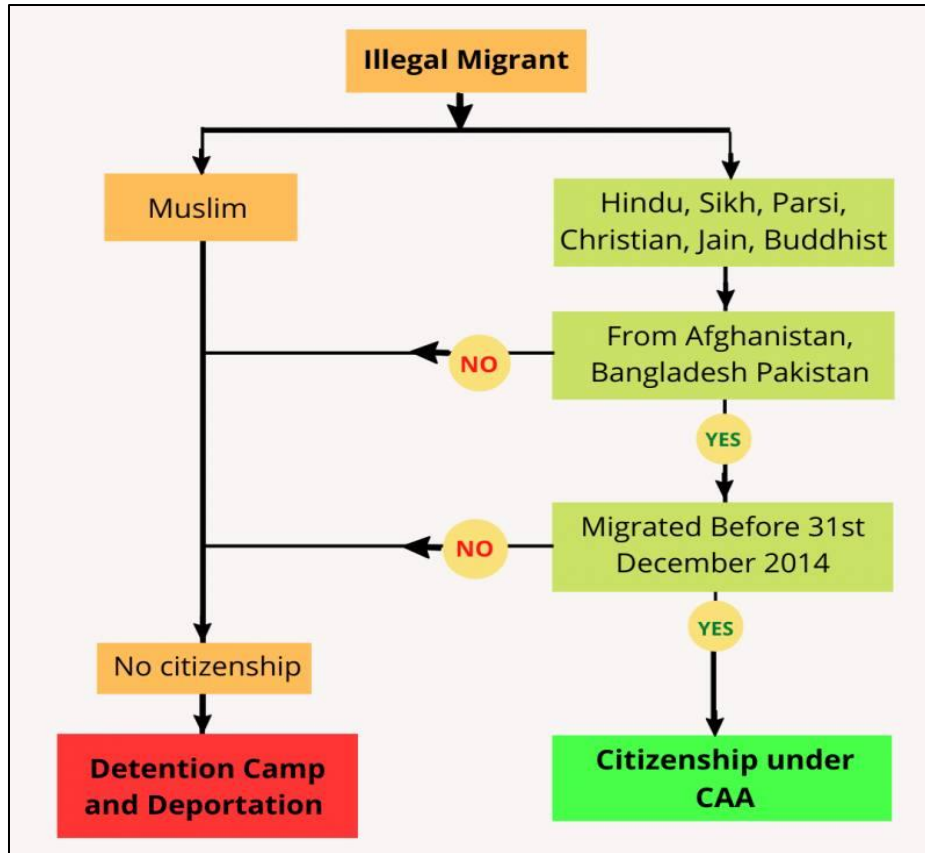 Illegal Migrant
Muslim
Hindu, Sikh, Parsi,
Christian, Jain, Buddhist
From Afghanistan,
Bangladesh Pakistan
NO
YES
Migrated Before 31st
December 2014
NO
YES
No citizenship
Detention Camp
and Deportation
Citizenship under
CAA